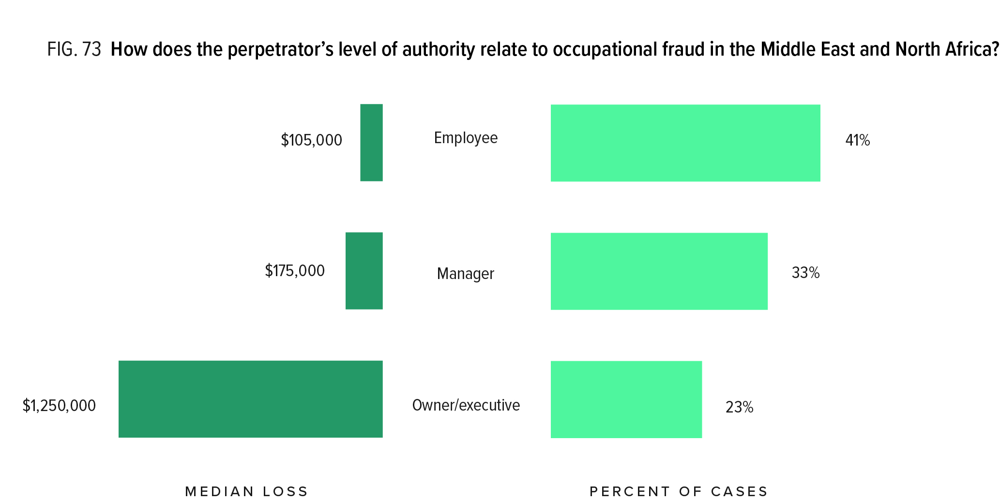 FIG. 73 How does the perpetrator’s level of authority relate to occupational fraud in the Middle East and North Africa?
$105,000 Employee 41%
$175,000 Manager 33%
$1,250,000 Owner/executive 23%
MEDIAN LOSS PERCENT OF CASES